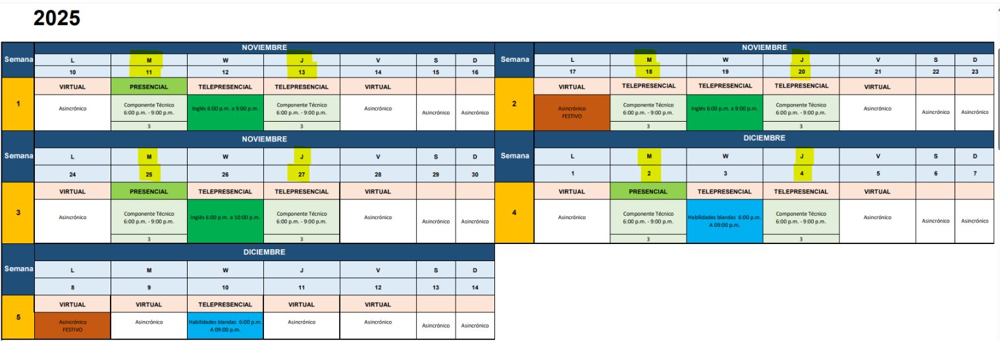 2025
Semana NOVIEMBRE
L M W J V S D
10 11 12 13 14 15 16
1
VIRTUAL PRESENCIAL TELEPRESENCIAL TELEPRESENCIAL VIRTUAL
Asincrónico
Componente Técnico
6:00 p.m. - 9:00 p.m.
3
Inglés 6:00 p.m. a 9:00 p.m.
Componente Técnico
6:00 p.m. - 9:00 p.m.
3
Asincrónico
Asincrónico
Asincrónico
Semana NOVIEMBRE
L M W J V S D
17 18 19 20 21 22 23
2
VIRTUAL TELEPRESENCIAL TELEPRESENCIAL TELEPRESENCIAL VIRTUAL
Asincrónico
FESTIVO
Componente Técnico
6:00 p.m. - 9:00 p.m.
3
Inglés 6:00 p.m. a 9:00 p.m.
Componente Técnico
6:00 p.m. - 9:00 p.m.
3
Asincrónico
Asincrónico
Asincrónico
Semana NOVIEMBRE
L M W J V S D
24 25 26 27 28 29 30
3
VIRTUAL PRESENCIAL TELEPRESENCIAL TELEPRESENCIAL VIRTUAL
Asincrónico
Componente Técnico
6:00 p.m. - 9:00 p.m.
3
Inglés 6:00 p.m. a 10:00 p.m.
Componente Técnico
6:00 p.m. - 9:00 p.m.
3
Asincrónico
Asincrónico
Asincrónico
Semana DICIEMBRE
L M W J V S D
1 2 3 4 5 6 7
4
VIRTUAL PRESENCIAL TELEPRESENCIAL TELEPRESENCIAL VIRTUAL
Asincrónico
Componente Técnico
6:00 p.m. - 9:00 p.m.
3
Habilidades blandas 6:00 p.m.
A 09:00 p.m.
Componente Técnico
6:00 p.m. - 9:00 p.m.
3
Asincrónico
Asincrónico
Asincrónico
Semana DICIEMBRE
L M W J V S D
8 9 10 11 12 13 14
5
VIRTUAL VIRTUAL TELEPRESENCIAL VIRTUAL VIRTUAL
Asincrónico
FESTIVO
Asincrónico
Habilidades blandas 6:00 p.m.
A 09:00 p.m.
Asincrónico
Asincrónico
Asincrónico
Asincrónico